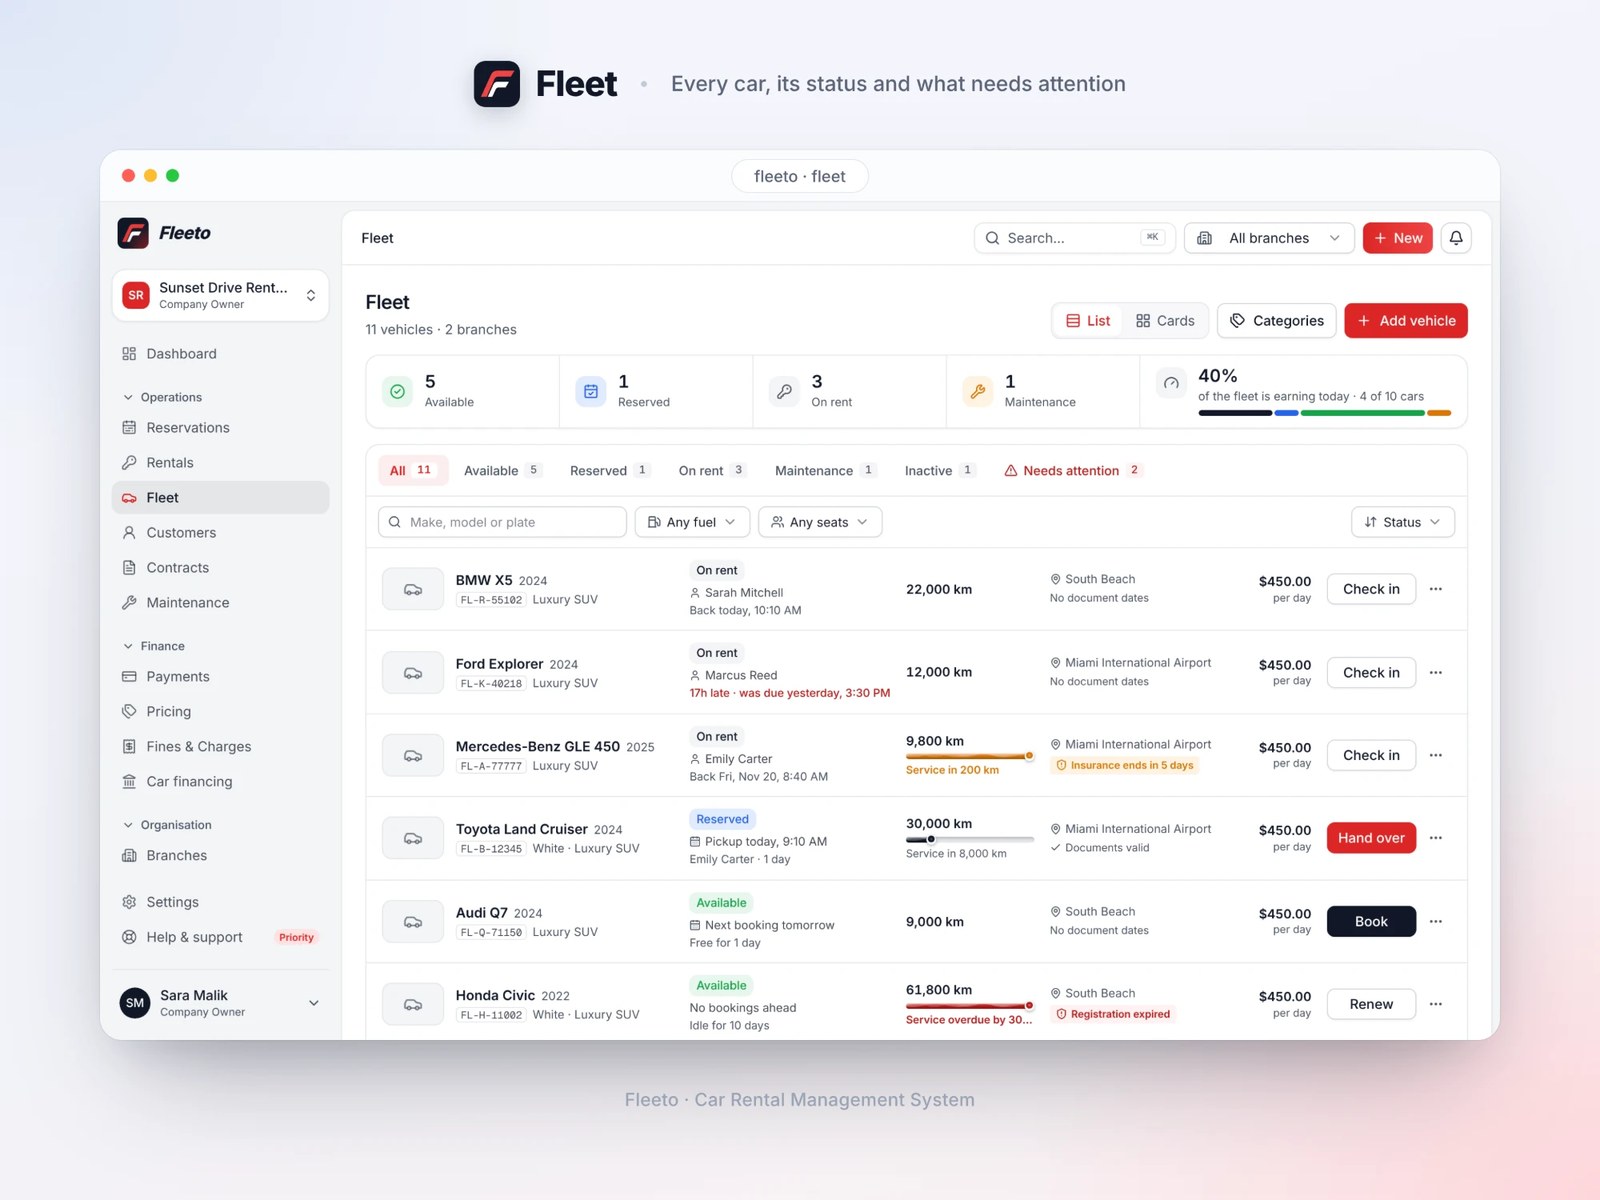 Fleet · Every car, its status and what needs attention
fleeto · fleet
Fleeto
SR
Sunset Drive Rent...
Company Owner
Dashboard
Operations
Reservations
Rentals
Fleet
Customers
Contracts
Maintenance
Finance
Payments
Pricing
Fines & Charges
Car financing
Organisation
Branches
Settings
Help & support Priority
SM
Sara Malik
Company Owner
Fleet
Search... ⌘K
All branches
+ New
Fleet
11 vehicles · 2 branches
List
Cards
Categories
+ Add vehicle
5
Available
1
Reserved
3
On rent
1
Maintenance
40%
of the fleet is earning today · 4 of 10 cars
All 11
Available 5
Reserved 1
On rent 3
Maintenance 1
Inactive 1
Needs attention 2
Make, model or plate
Any fuel
Any seats
Status
BMW X5 2024
FL-R-55102 Luxury SUV
On rent
Sarah Mitchell
Back today, 10:10 AM
22,000 km
South Beach
No document dates
$450.00
per day
Check in
Ford Explorer 2024
FL-K-40218 Luxury SUV
On rent
Marcus Reed
17h late · was due yesterday, 3:30 PM
12,000 km
Miami International Airport
No document dates
$450.00
per day
Check in
Mercedes-Benz GLE 450 2025
FL-A-77777 Luxury SUV
On rent
Emily Carter
Back Fri, Nov 20, 8:40 AM
9,800 km
Service in 200 km
Miami International Airport
Insurance ends in 5 days
$450.00
per day
Check in
Toyota Land Cruiser 2024
FL-B-12345 White · Luxury SUV
Reserved
Pickup today, 9:10 AM
Emily Carter · 1 day
30,000 km
Service in 8,000 km
Miami International Airport
Documents valid
$450.00
per day
Hand over
Audi Q7 2024
FL-Q-71150 Luxury SUV
Available
Next booking tomorrow
Free for 1 day
9,000 km
South Beach
No document dates
$450.00
per day
Book
Honda Civic 2022
FL-H-11002 White · Luxury SUV
Available
No bookings ahead
Idle for 10 days
61,800 km
Service overdue by 30...
South Beach
Registration expired
$450.00
per day
Renew
Fleeto · Car Rental Management System